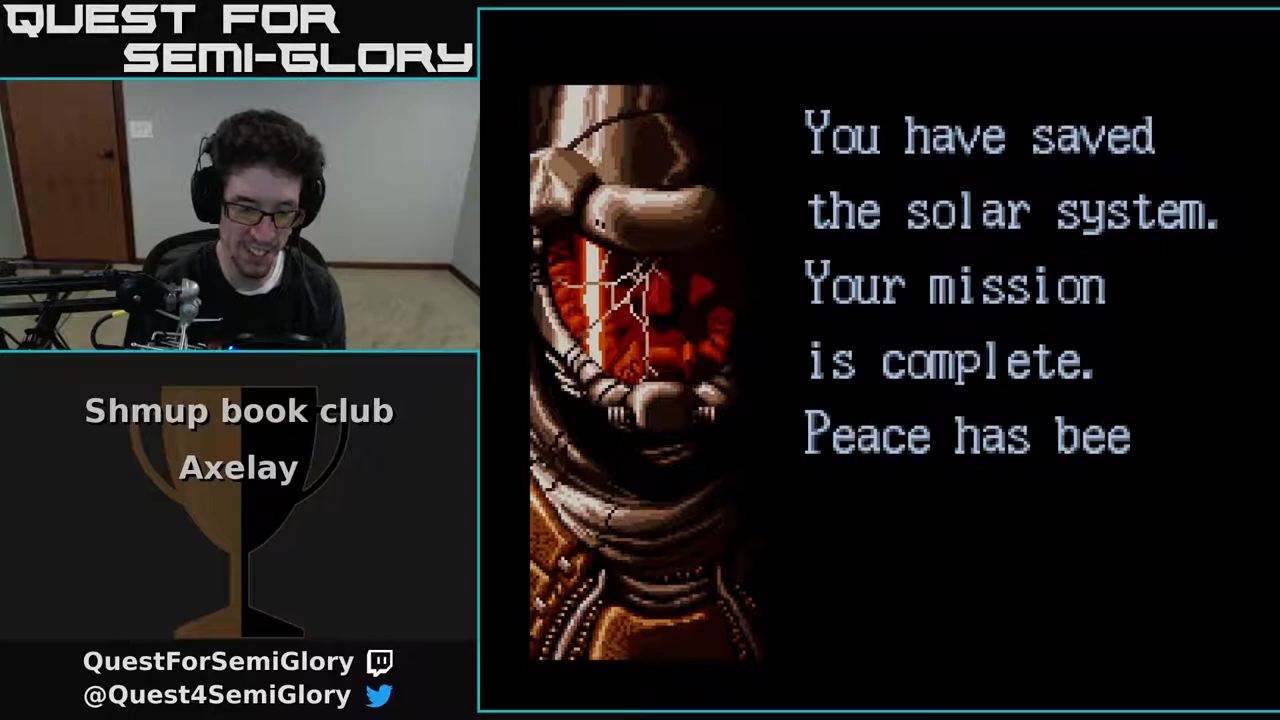 QUEST FOR
SEMI-GLORY
Shmup book club
Axelay
QuestForSemiGlory
@Quest4SemiGlory
You have saved
the solar system.
Your mission
is complete.
Peace has bee